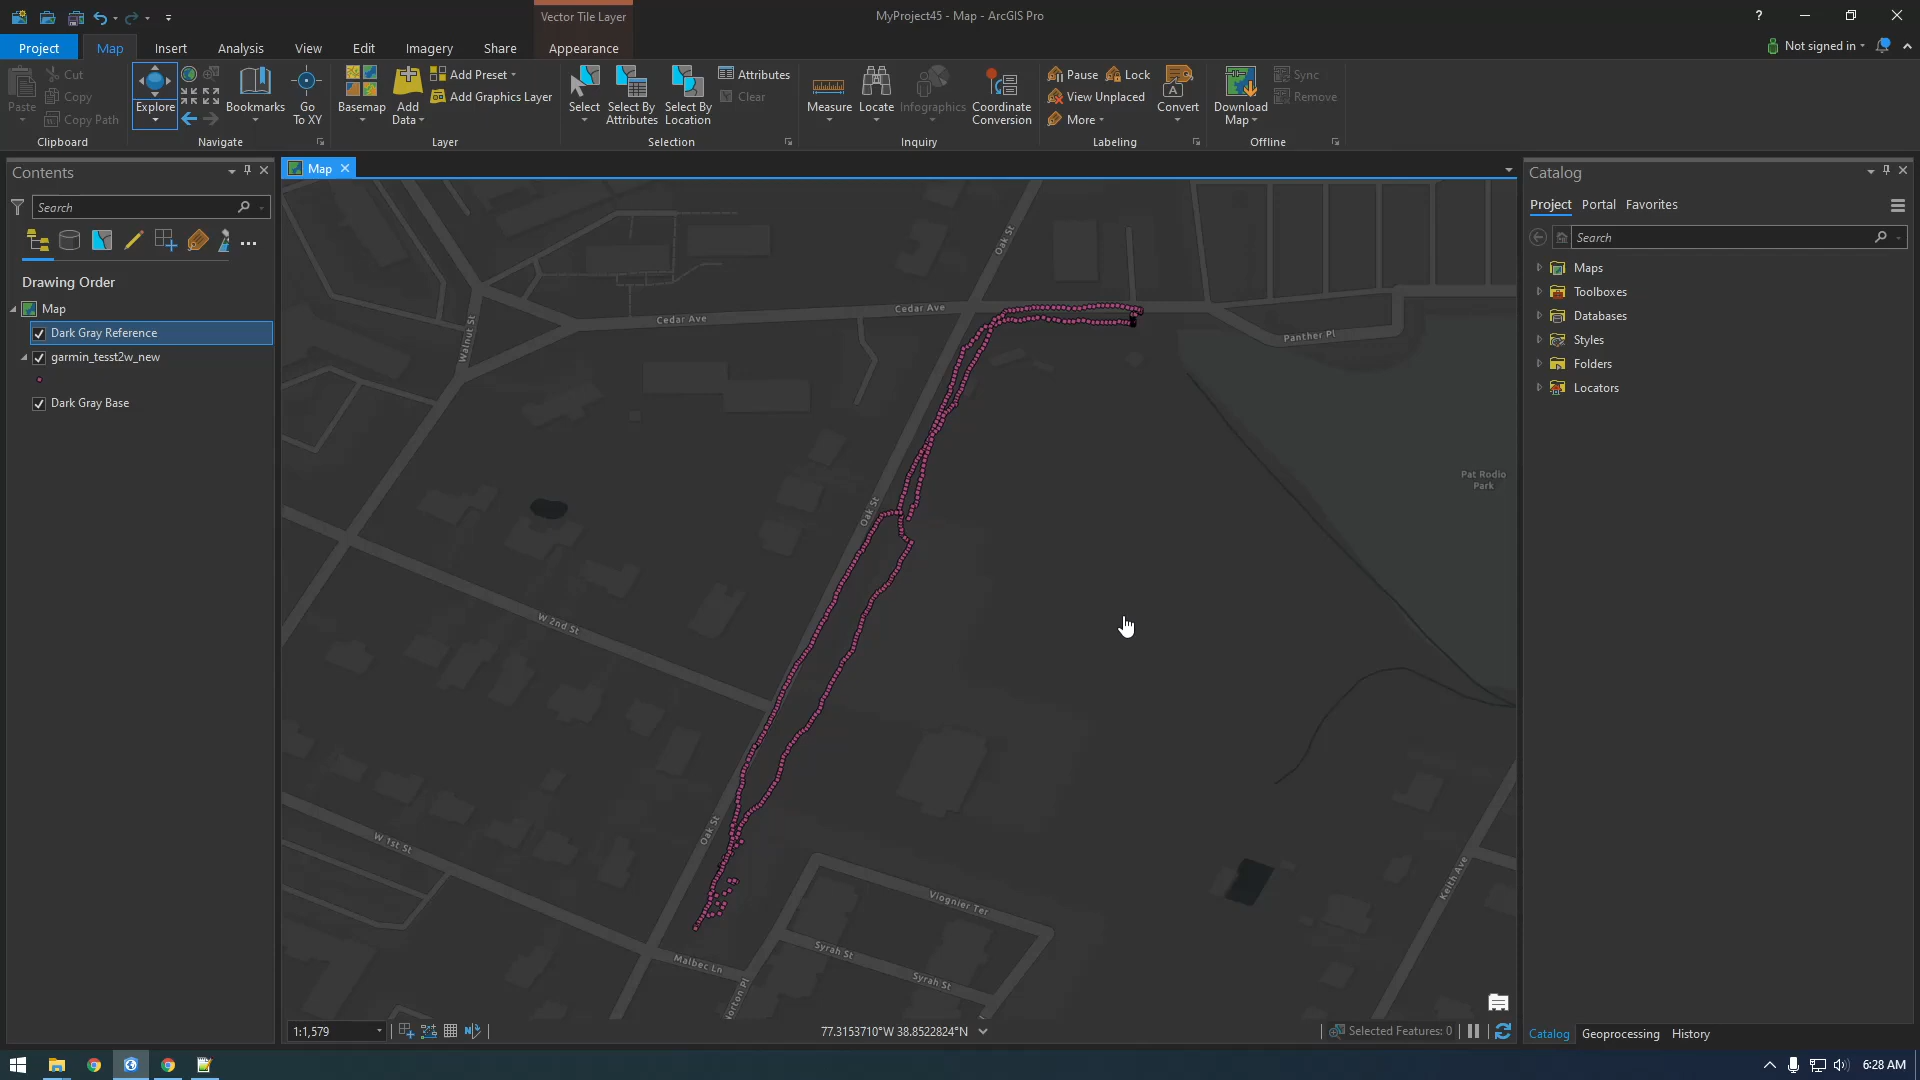 Vector Tile Layer
MyProject45 - Map - ArcGIS Pro
?
Project
Map
Insert
Analysis
View
Edit
Imagery
Share
Appearance
Not signed in
Paste
Cut
Copy
Copy Path
Clipboard
Explore
Bookmarks
Go
To XY
Navigate
Basemap
Add
Data
Add Preset
Add Graphics Layer
Layer
Select
Select By
Attributes
Select By
Location
Attributes
Clear
Selection
Measure
Locate
Infographics
Coordinate
Conversion
Inquiry
Pause
Lock
View Unplaced
More
Convert
Labeling
Download
Map
Sync
Remove
Offline
Contents
Search
Drawing Order
Map
Dark Gray Reference
garmin_tesst2w_new
Dark Gray Base
Map
Oak St
Cedar Ave
Cedar Ave
Walnut St
Panther Pl
Pat Rodio
Park
Oak St
W 2nd St
Oak St
W 1st St
Keith Ave
Viognier Ter
Syrah St
Syrah St
Malbec Ln
Norton Pl
1:1,579
77.3153710°W 38.8522824°N
Selected Features: 0
Catalog
Project
Portal
Favorites
Search
Maps
Toolboxes
Databases
Styles
Folders
Locators
Catalog
Geoprocessing
History
6:28 AM